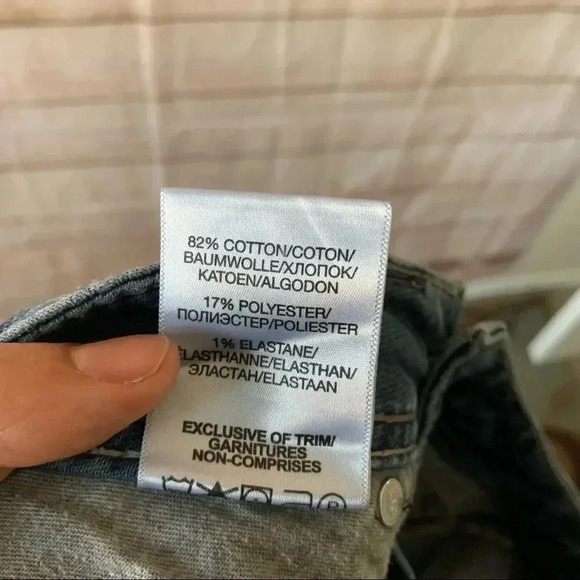 82% COTTON/COTON/
BAUMWOLLE/ХЛОПОК/
KATOEN/ALGODON
17% POLYESTER/
ПОЛИЭСТЕР/POLIESTER
1% ELASTANE/
ELASTHANNE/ELASTHAN/
ЭЛАСТАН/ELASTAAN
EXCLUSIVE OF TRIM/
GARNITURES
NON-COMPRISES
P